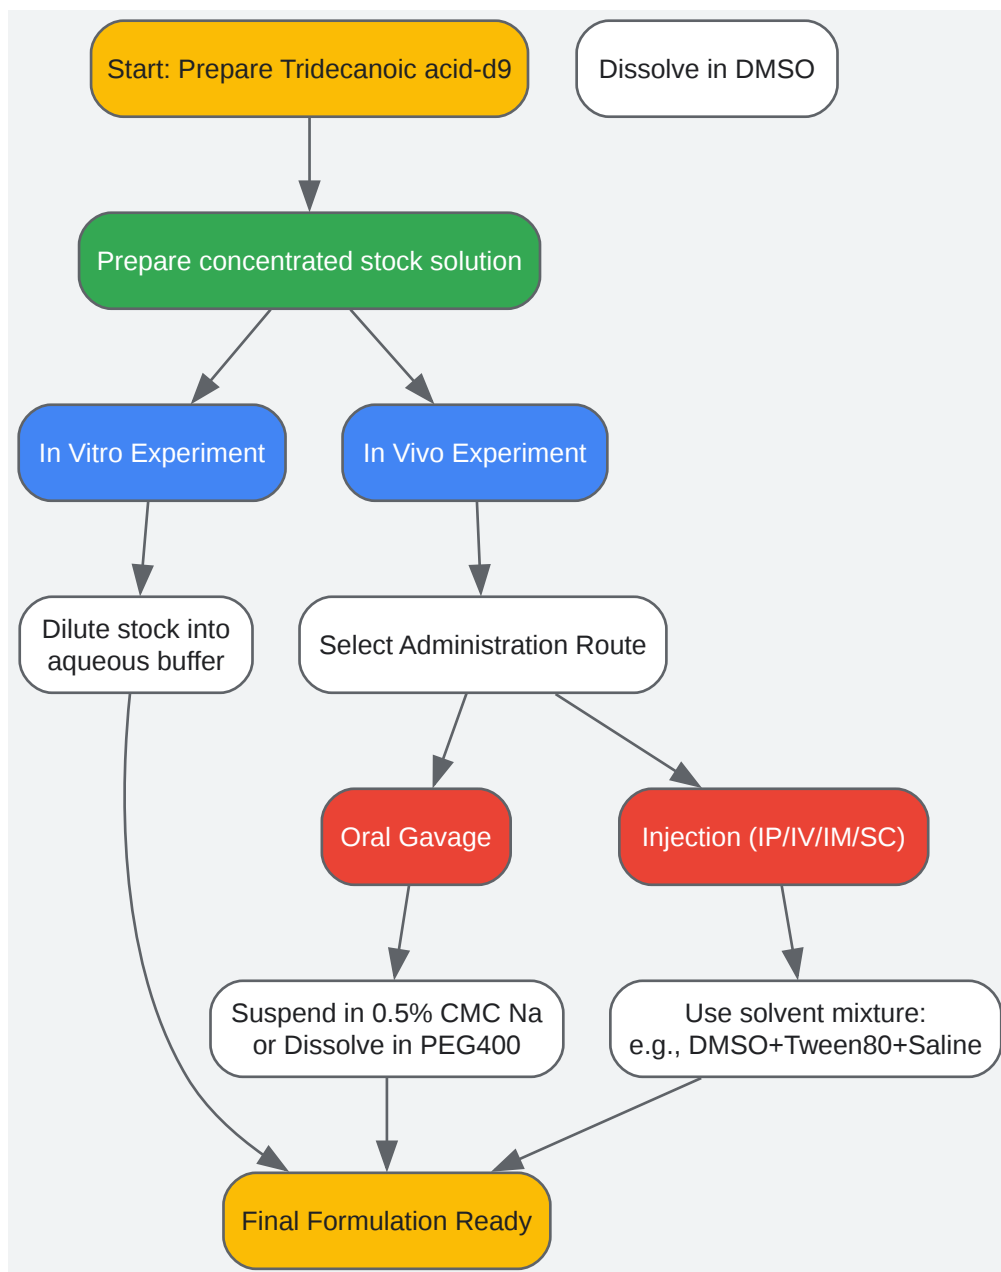 Start: Prepare Tridecanoic acid-d9
Dissolve in DMSO
Prepare concentrated stock solution
In Vitro Experiment
In Vivo Experiment
Dilute stock into
aqueous buffer
Select Administration Route
Oral Gavage
Injection (IP/IV/IM/SC)
Suspend in 0.5% CMC Na
or Dissolve in PEG400
Use solvent mixture:
e.g., DMSO+Tween80+Saline
Final Formulation Ready